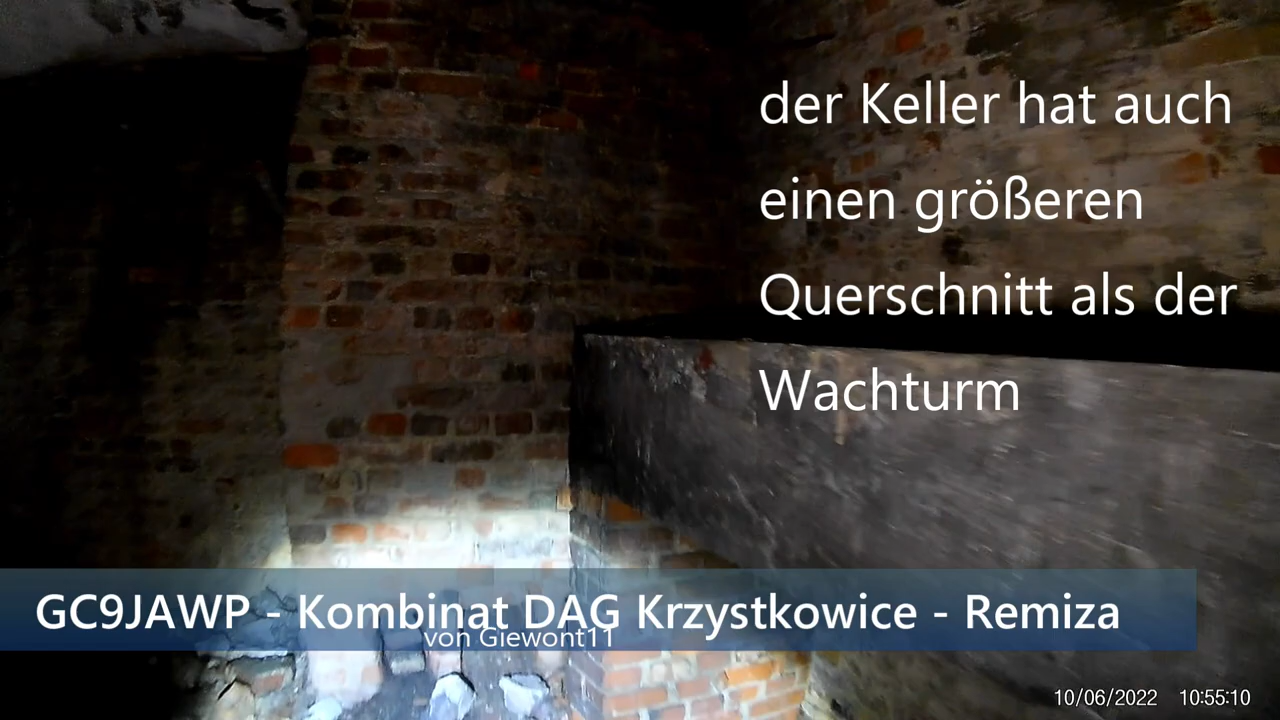 der Keller hat auch
einen größeren
Querschnitt als der
Wachturm
GC9JAWP - Kombinat DAG Krzystkowice - Remiza
von Giewont11
10/06/2022 10:55:10